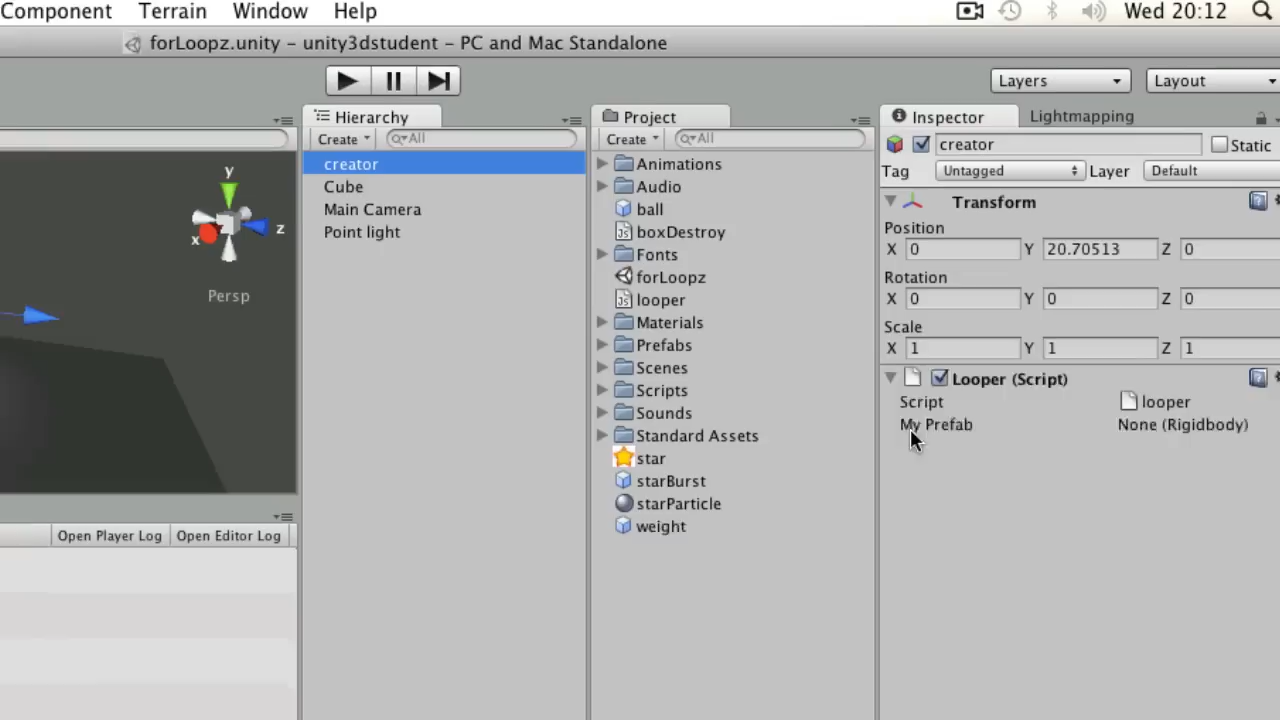 Component Terrain Window Help Wed 20:12
forLoopz.unity – unity3dstudent – PC and Mac Standalone
Layers Layout
Hierarchy Project Inspector Lightmapping
Create All Create All creator Static
Tag Untagged Layer Default
creator
Cube
Main Camera
Point light
y
z
x
Persp
Open Player Log Open Editor Log
Animations
Audio
ball
boxDestroy
Fonts
forLoopz
looper
Materials
Prefabs
Scenes
Scripts
Sounds
Standard Assets
star
starBurst
starParticle
weight
Transform
Position
X 0 Y 20.70513 Z 0
Rotation
X 0 Y 0 Z 0
Scale
X 1 Y 1 Z 1
Looper (Script)
Script looper
My Prefab None (Rigidbody)